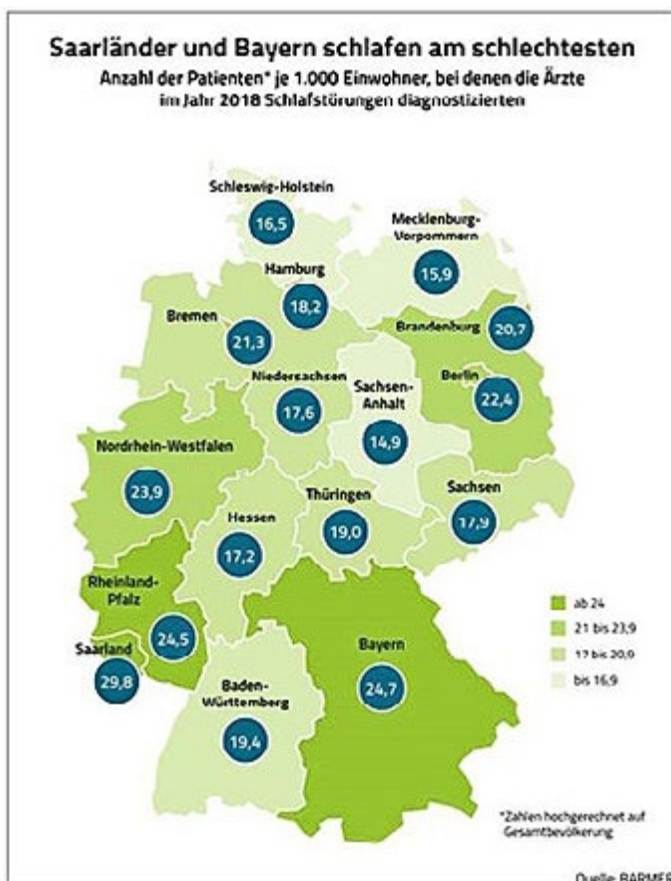 Saarländer und Bayern schlafen am schlechtesten
Anzahl der Patienten* je 1.000 Einwohner, bei denen die Ärzte
im Jahr 2018 Schlafstörungen diagnostizierten
Schleswig-Holstein
16,5
Mecklenburg-
Vorpommern
15,9
Hamburg
18,2
Bremen
21,3
Brandenburg
20,7
Niedersachsen
17,6
Sachsen-
Anhalt
14,9
Berlin
22,4
Nordrhein-Westfalen
23,9
Hessen
17,2
Thüringen
19,0
Sachsen
17,9
Rheinland-
Pfalz
24,5
Saarland
29,8
Baden-
Württemberg
19,4
Bayern
24,7
ab 24
21 bis 23,9
17 bis 20,9
bis 16,9
*Zahlen hochgerechnet auf
Gesamtbevölkerung
Quelle: BARMER